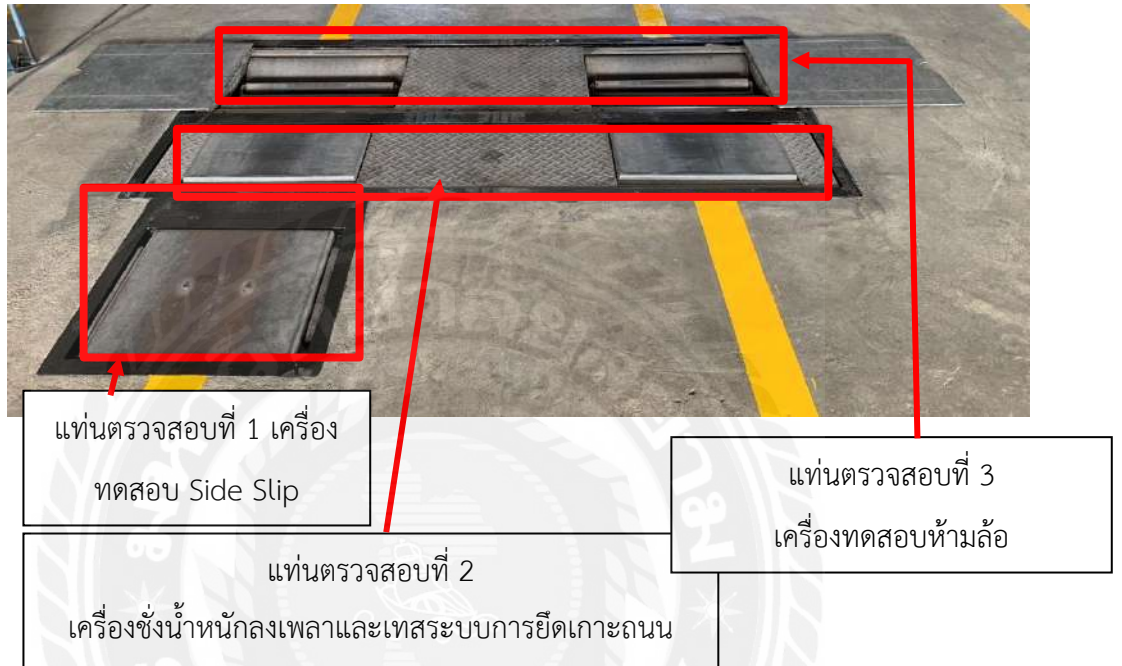 แท่นตรวจสอบที่ 1 เครื่อง
ทดสอบ Side Slip
แท่นตรวจสอบที่ 2
เครื่องชั่งน้ำหนักลงเพลาและเทสระบบการยึดเกาะถนน
แท่นตรวจสอบที่ 3
เครื่องทดสอบห้ามล้อ